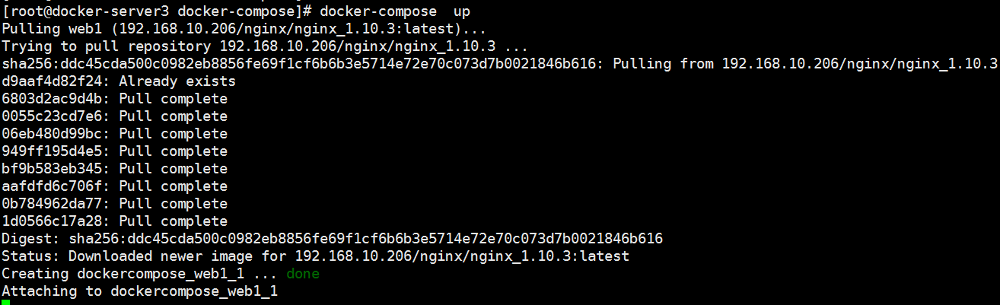 [root@docker-server3 docker-compose]# docker-compose  up
Pulling web1 (192.168.10.206/nginx/nginx_1.10.3:latest)...
Trying to pull repository 192.168.10.206/nginx/nginx_1.10.3 ...
sha256:ddc45cda500c0982eb8856fe69f1cf6b6b3e5714e72e70c073d7b0021846b616: Pulling from 192.168.10.206/nginx/nginx_1.10.3
d9aaf4d82f24: Already exists
6803d2ac9d4b: Pull complete
0055c23cd7e6: Pull complete
06eb480d99bc: Pull complete
949ff195d4e5: Pull complete
bf9b583eb345: Pull complete
aafdfd6c706f: Pull complete
0b784962da77: Pull complete
1d0566c17a28: Pull complete
Digest: sha256:ddc45cda500c0982eb8856fe69f1cf6b6b3e5714e72e70c073d7b0021846b616
Status: Downloaded newer image for 192.168.10.206/nginx/nginx_1.10.3:latest
Creating dockercompose_web1_1 ... done
Attaching to dockercompose_web1_1